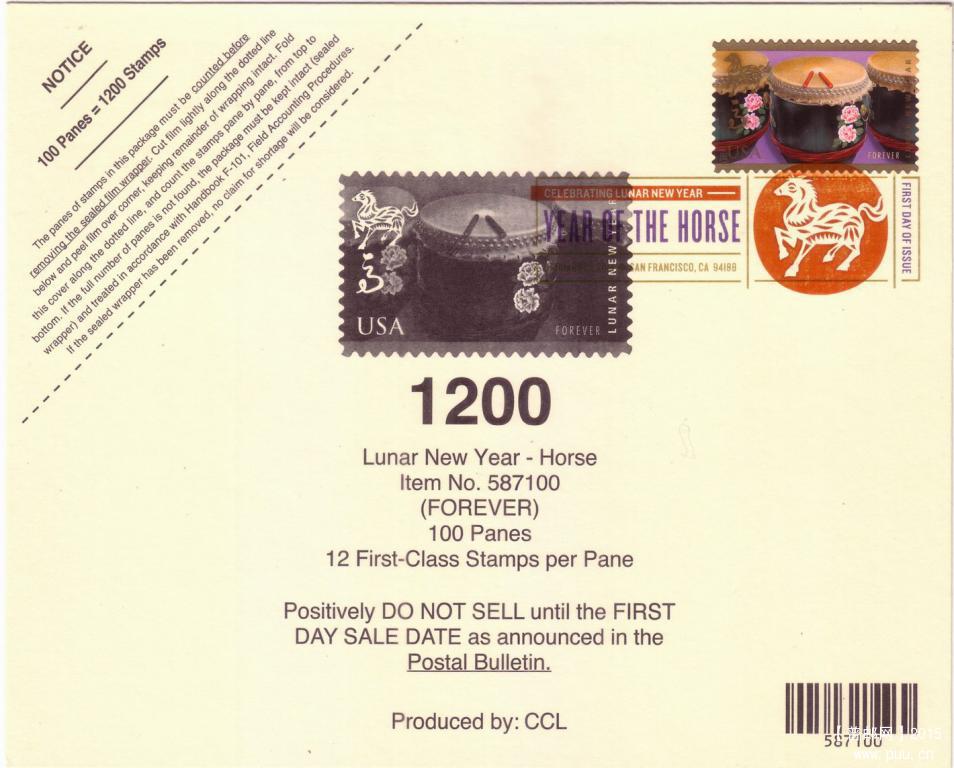 NOTICE
100 Panes = 1200 Stamps
The panes of stamps in this package must be counted before
removing the sealed film wrapper. Cut film lightly along the dotted line
below and peel film over corner, keeping remainder of wrapping intact. Fold
this cover along the dotted line, and count the stamps pane by pane, from top to
bottom. If the full number of panes is not found, the package must be kept intact (sealed
wrapper) and treated in accordance with Handbook F-101, Field Accounting Procedures.
If the sealed wrapper has been removed, no claim for shortage will be considered.
USA
FOREVER
CELEBRATING LUNAR NEW YEAR
YEAR OF THE HORSE
SAN FRANCISCO, CA 94188
FIRST DAY OF ISSUE
USA
FOREVER
LUNAR NEW YEAR
1200
Lunar New Year - Horse
Item No. 587100
(FOREVER)
100 Panes
12 First-Class Stamps per Pane
Positively DO NOT SELL until the FIRST
DAY SALE DATE as announced in the
Postal Bulletin.
Produced by: CCL
587100
[普邮网] 2015
www.puu.cn